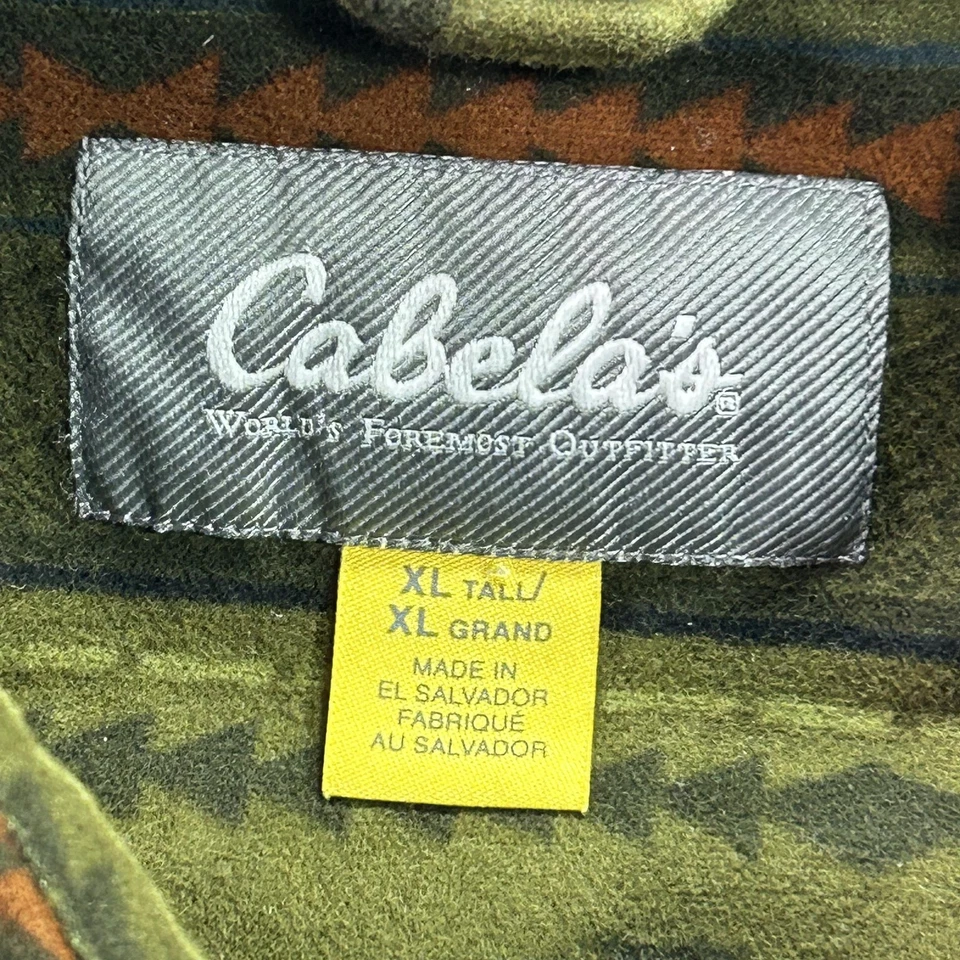 Cabela's®
WORLD'S FOREMOST OUTFITTER
XL TALL/
XL GRAND
MADE IN
EL SALVADOR
FABRIQUÉ
AU SALVADOR